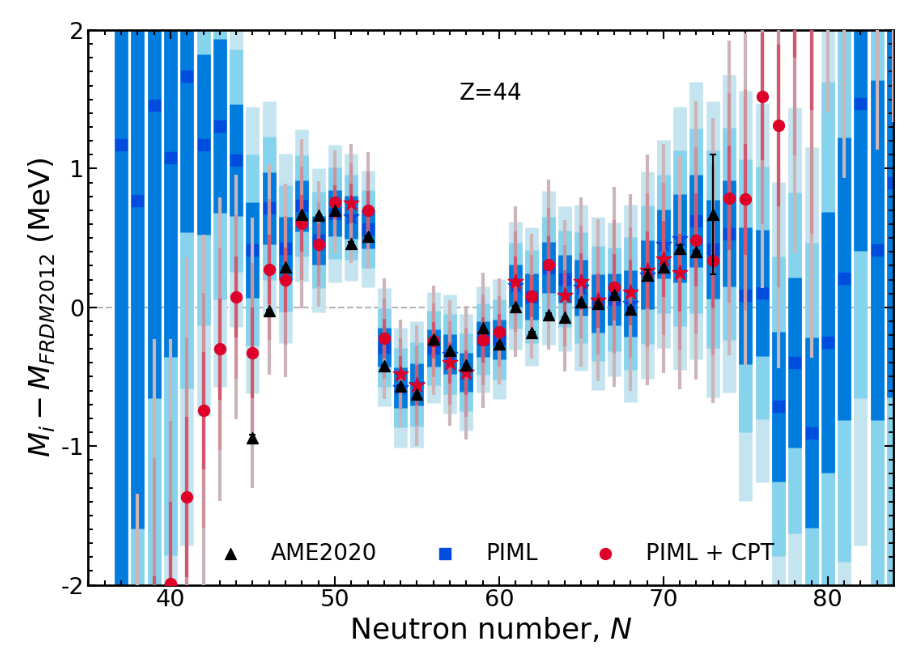 Z=44
2
1
0
-1
-2
M_i − M_FRDM2012 (MeV)
AME2020 PIML PIML + CPT
40 50 60 70 80
Neutron number, N